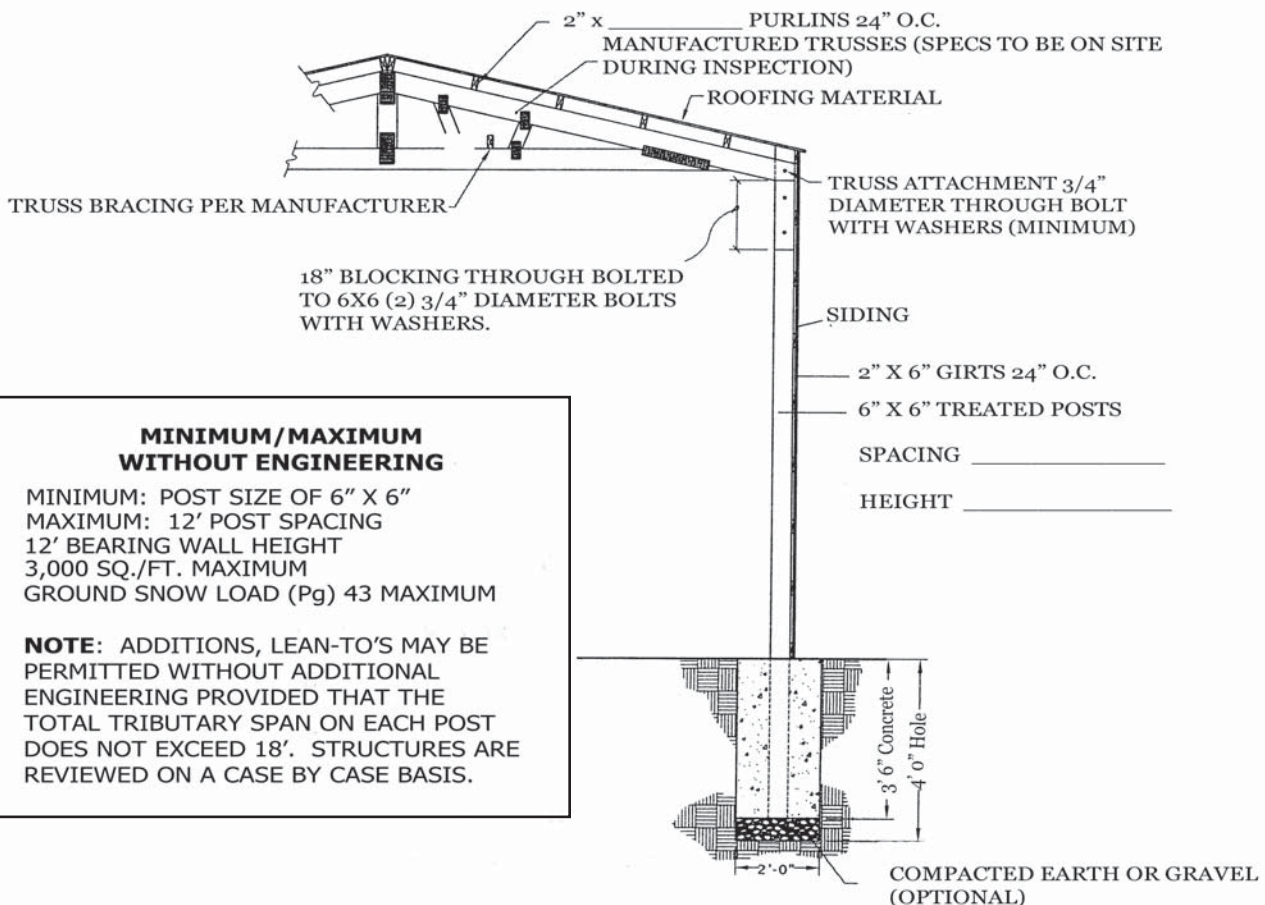 2” x __________ PURLINS 24” O.C.
MANUFACTURED TRUSSES (SPECS TO BE ON SITE
DURING INSPECTION)
ROOFING MATERIAL
TRUSS BRACING PER MANUFACTURER
TRUSS ATTACHMENT 3/4”
DIAMETER THROUGH BOLT
WITH WASHERS (MINIMUM)
18” BLOCKING THROUGH BOLTED
TO 6X6 (2) 3/4” DIAMETER BOLTS
WITH WASHERS.
SIDING
2” X 6” GIRTS 24” O.C.
6” X 6” TREATED POSTS
SPACING _______________
HEIGHT ________________
MINIMUM/MAXIMUM
WITHOUT ENGINEERING
MINIMUM: POST SIZE OF 6” X 6”
MAXIMUM: 12’ POST SPACING
12’ BEARING WALL HEIGHT
3,000 SQ./FT. MAXIMUM
GROUND SNOW LOAD (Pg) 43 MAXIMUM
NOTE: ADDITIONS, LEAN-TO’S MAY BE
PERMITTED WITHOUT ADDITIONAL
ENGINEERING PROVIDED THAT THE
TOTAL TRIBUTARY SPAN ON EACH POST
DOES NOT EXCEED 18’. STRUCTURES ARE
REVIEWED ON A CASE BY CASE BASIS.
3’ 6” Concrete
4’ 0” Hole
2'-0"
COMPACTED EARTH OR GRAVEL
(OPTIONAL)